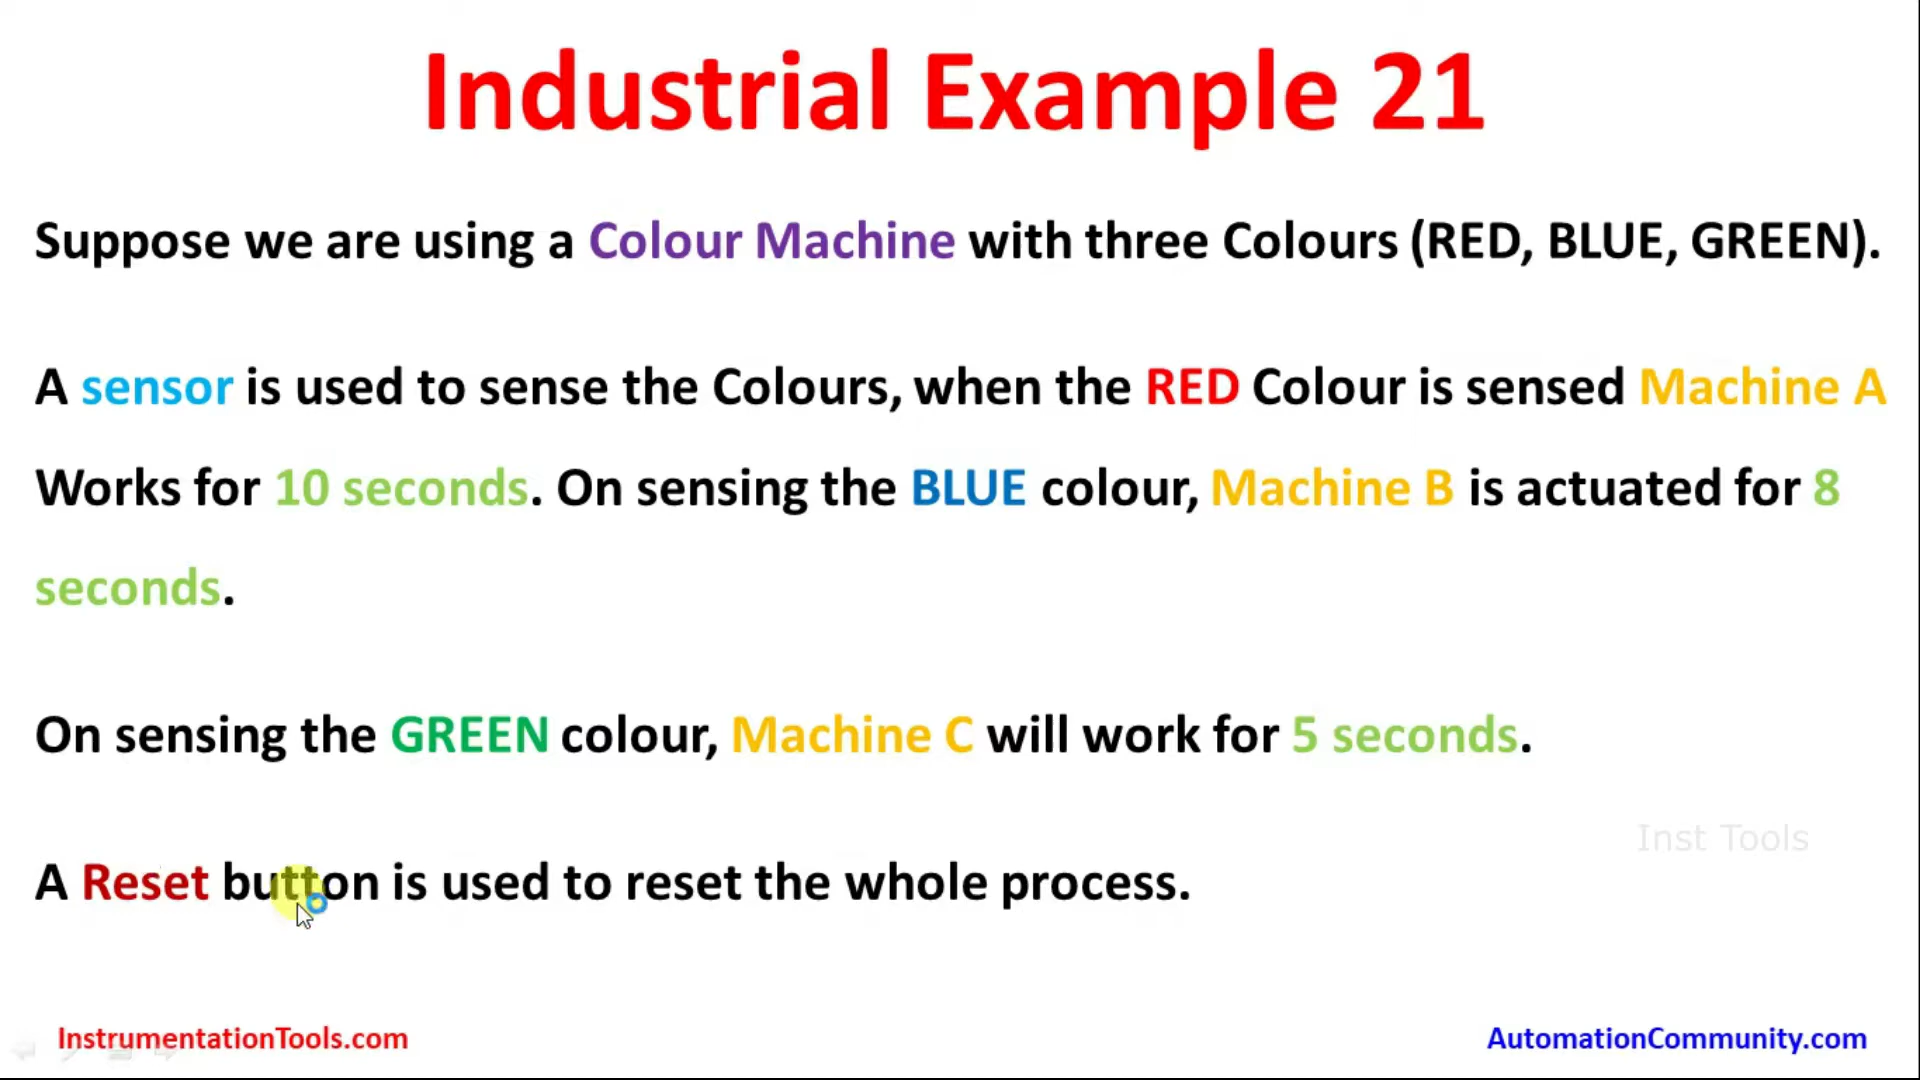 Industrial Example 21
Suppose we are using a Colour Machine with three Colours (RED, BLUE, GREEN).
A sensor is used to sense the Colours, when the RED Colour is sensed Machine A
Works for 10 seconds. On sensing the BLUE colour, Machine B is actuated for 8
seconds.
On sensing the GREEN colour, Machine C will work for 5 seconds.
Inst Tools
A Reset button is used to reset the whole process.
InstrumentationTools.com
AutomationCommunity.com